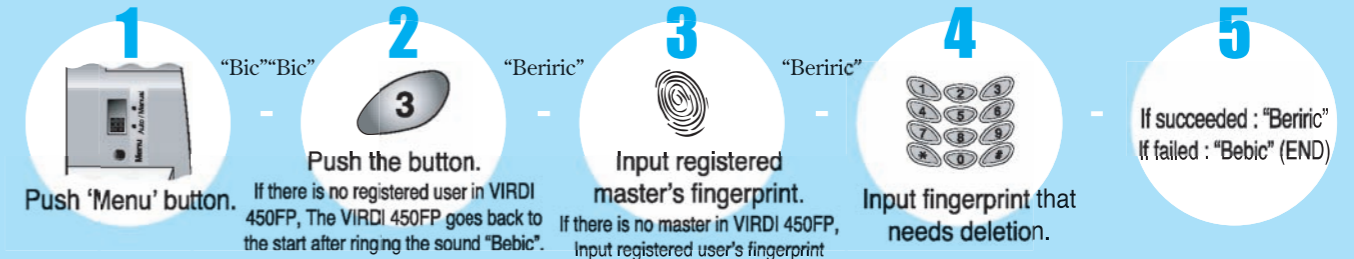 1
Menu Auto / Manual
Push 'Menu' button.
"Bic""Bic"
2
3
Push the button.
If there is no registered user in VIRDI
450FP, The VIRDI 450FP goes back to
the start after ringing the sound "Bebic".
"Beriric"
3
Input registered
master's fingerprint.
If there is no master in VIRDI 450FP,
Input registered user's fingerprint
"Beriric"
4
1 2 3
4 5 6
7 8 9
* 0 #
Input fingerprint that
needs deletion.
5
If succeeded : "Beriric"
If failed : "Bebic" (END)